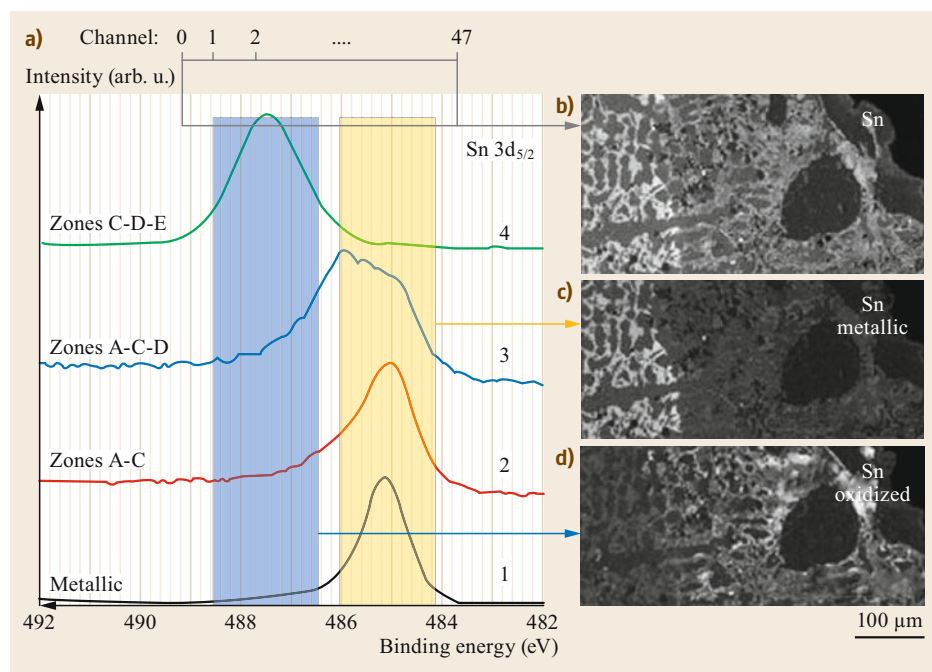 a)
Channel: 0 1 2 .... 47
Intensity (arb. u.)
Sn 3d5/2
Zones C-D-E
4
Zones A-C-D
3
Zones A-C
2
Metallic
1
492 490 488 486 484 482
Binding energy (eV)
b)
Sn
c)
Sn
metallic
d)
Sn
oxidized
100 µm